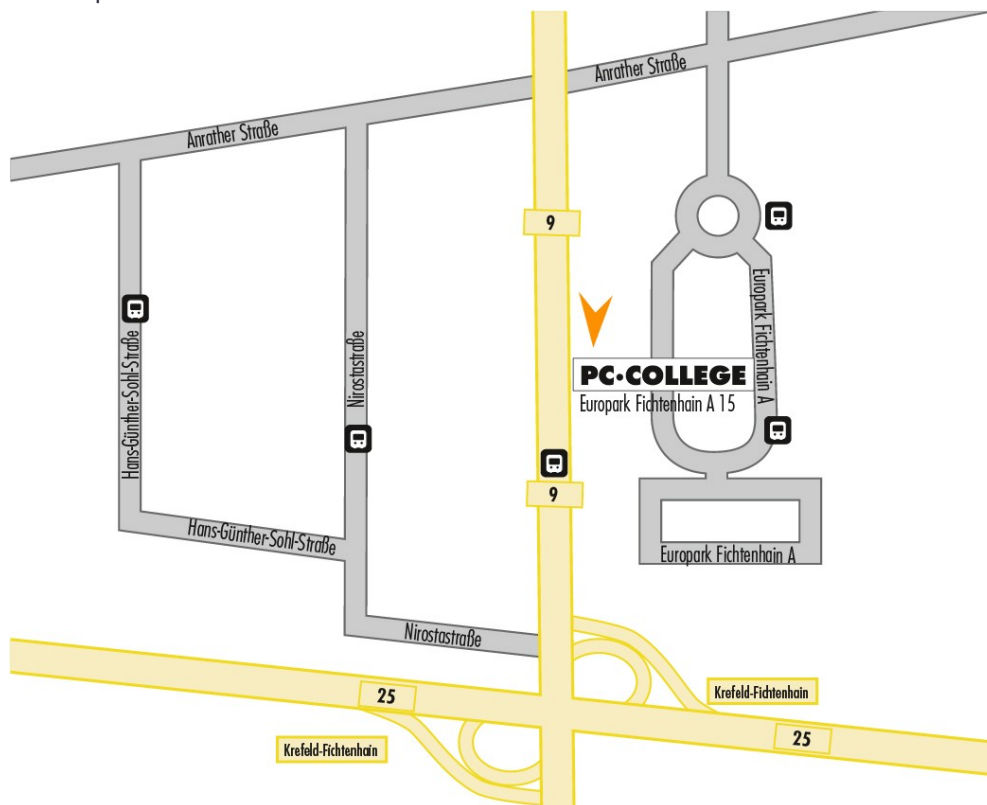 Anrather Straße
Anrather Straße
9
Europark Fichtenhain A
Hans-Günther-Sohl-Straße
Nirostastraße
PC·COLLEGE
Europark Fichtenhain A 15
9
Hans-Günther-Sohl-Straße
Europark Fichtenhain A
Nirostastraße
25
Krefeld-Fichtenhain
25
Krefeld-Fichtenhain